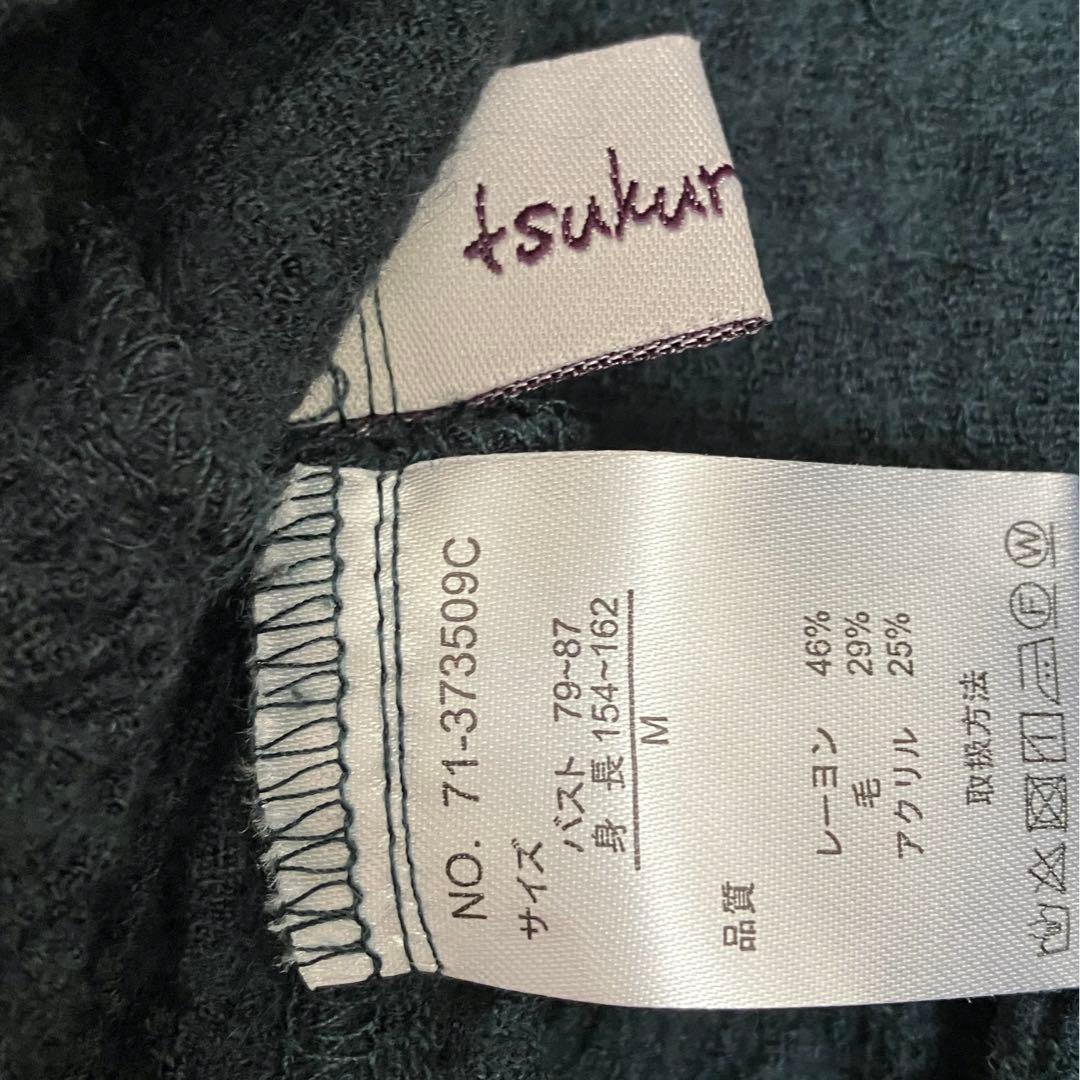 tsukur
NO. 71-373509C
サイズ
バスト 79~87
身 長 154~162
M
品質
レーヨン 46%
毛 29%
アクリル 25%
取扱方法
F W